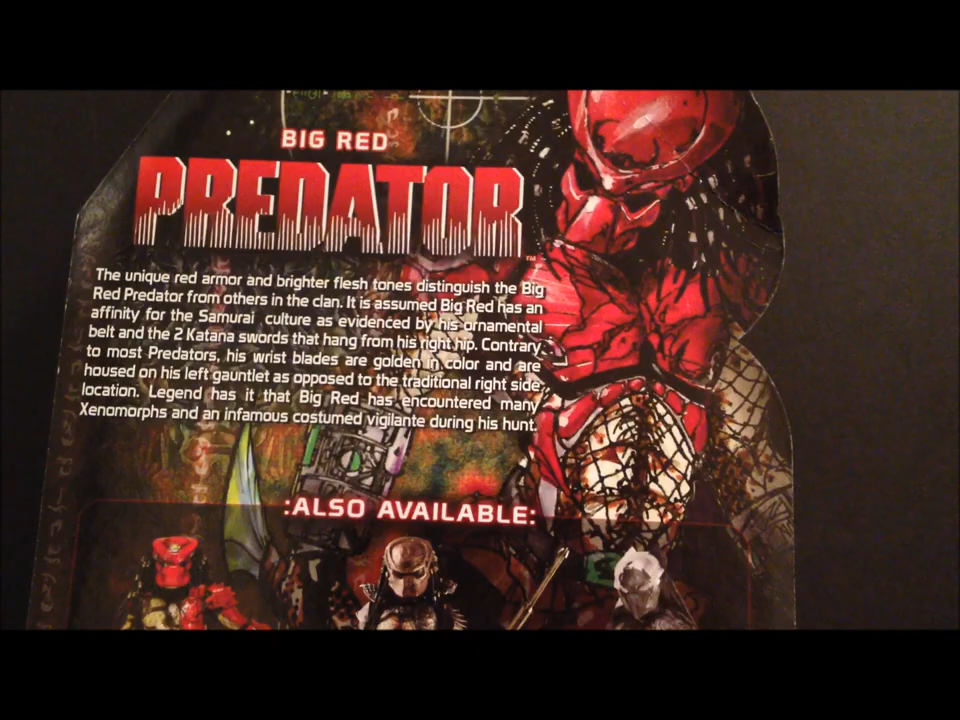 BIG RED
PREDATOR™
The unique red armor and brighter flesh tones distinguish the Big
Red Predator from others in the clan. It is assumed Big Red has an
affinity for the Samurai culture as evidenced by his ornamental
belt and the 2 Katana swords that hang from his right hip. Contrary
to most Predators, his wrist blades are golden in color and are
housed on his left gauntlet as opposed to the traditional right side
location. Legend has it that Big Red has encountered many
Xenomorphs and an infamous costumed vigilante during his hunt.
:ALSO AVAILABLE: